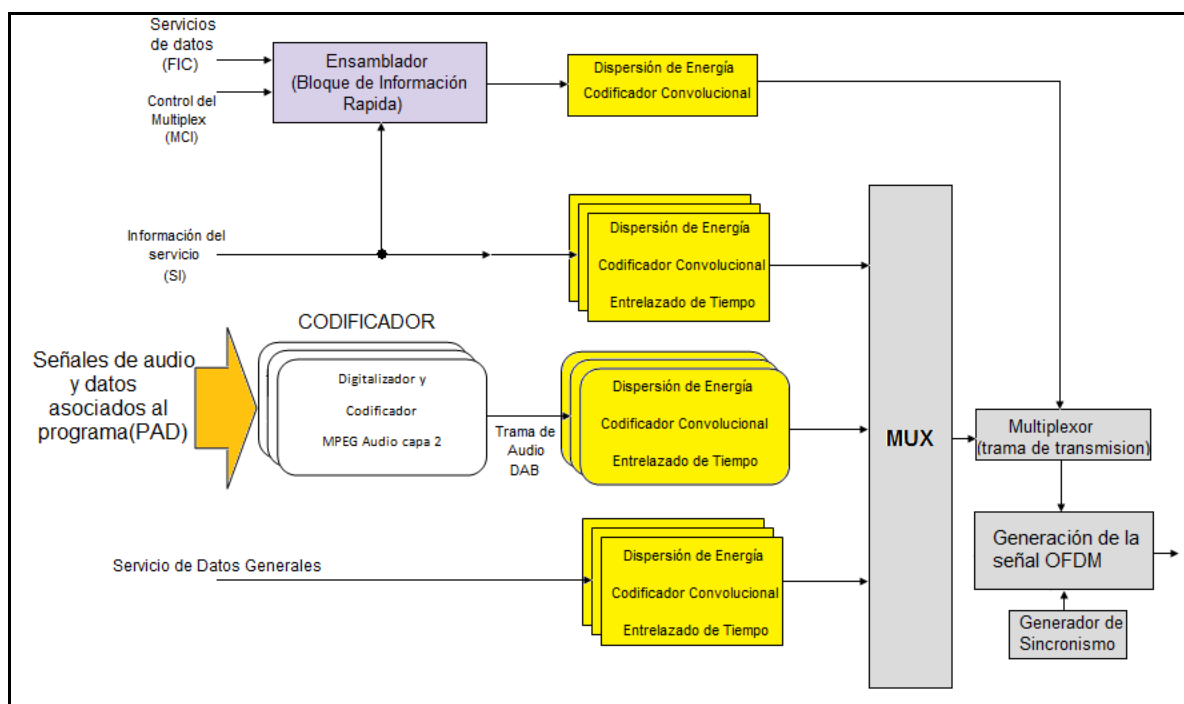 Servicios
de datos
(FIC)
Control del
Multiplex
(MCI)
Ensamblador
(Bloque de Información
Rapida)
Dispersión de Energía
Codificador Convolucional
Información del
servicio
(SI)
Dispersión de Energía
Codificador Convolucional
Entrelazado de Tiempo
CODIFICADOR
Señales de audio
y datos
asociados al
programa(PAD)
Digitalizador y
Codificador
MPEG Audio capa 2
Trama de
Audio
DAB
Dispersión de Energía
Codificador Convolucional
Entrelazado de Tiempo
Servicio de Datos Generales
Dispersión de Energía
Codificador Convolucional
Entrelazado de Tiempo
MUX
Multiplexor
(trama de transmision)
Generación de la
señal OFDM
Generador de
Sincronismo